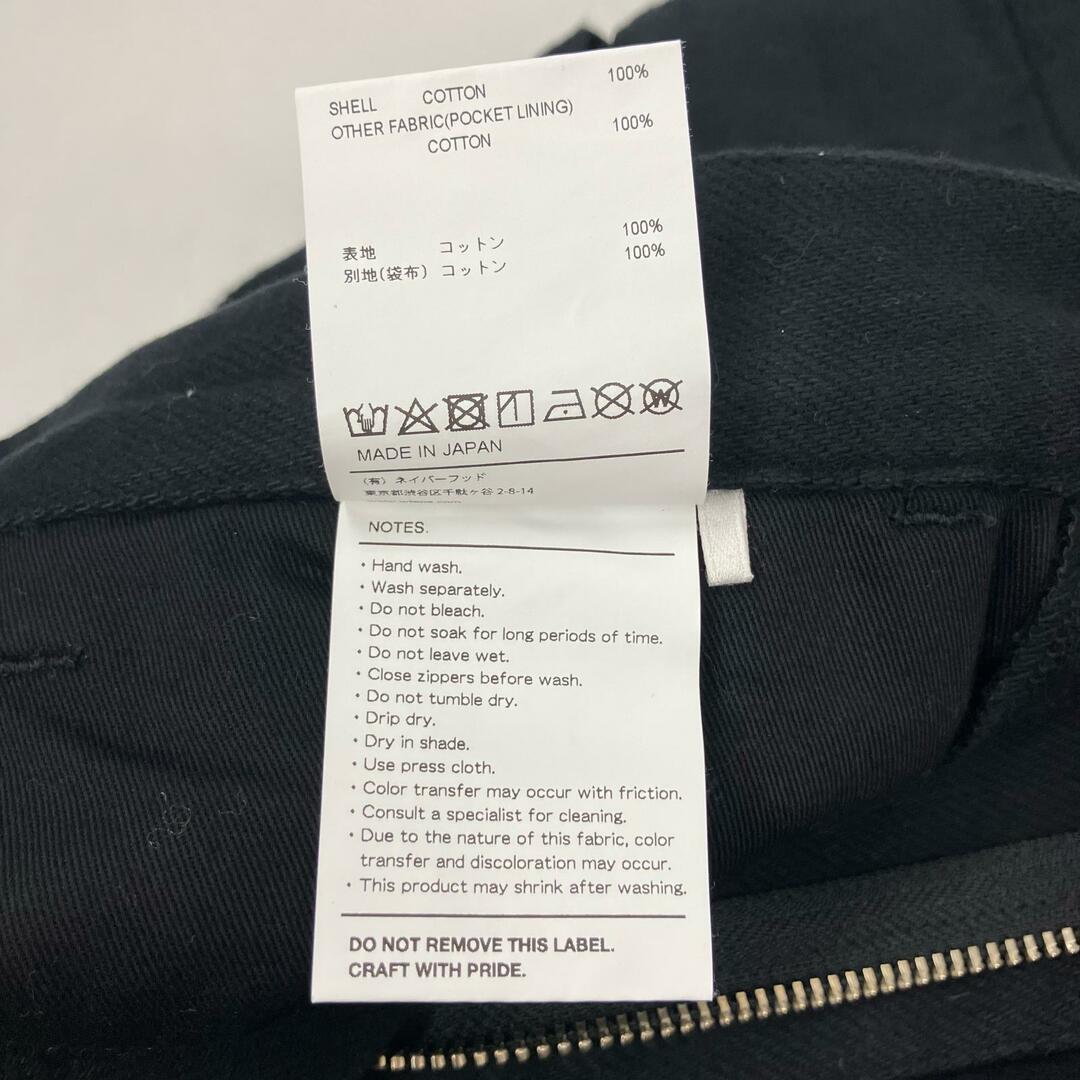 SHELL COTTON 100%
OTHER FABRIC(POCKET LINING)
COTTON 100%
表地 コットン 100%
別地(袋布) コットン 100%
W
MADE IN JAPAN
(有) ネイバーフッド
東京都渋谷区千駄ヶ谷 2-8-14
NOTES.
・Hand wash.
・Wash separately.
・Do not bleach.
・Do not soak for long periods of time.
・Do not leave wet.
・Close zippers before wash.
・Do not tumble dry.
・Drip dry.
・Dry in shade.
・Use press cloth.
・Color transfer may occur with friction.
・Consult a specialist for cleaning.
・Due to the nature of this fabric, color
transfer and discoloration may occur.
・This product may shrink after washing.
DO NOT REMOVE THIS LABEL.
CRAFT WITH PRIDE.